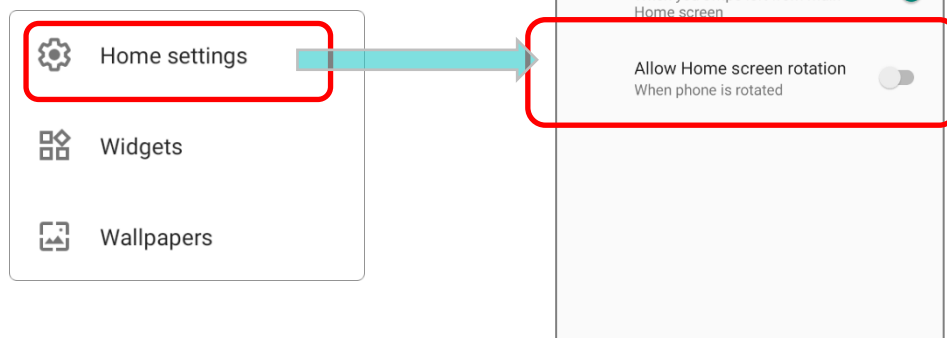 Home settings
Widgets
Wallpapers
Home screen
Allow Home screen rotation
When phone is rotated